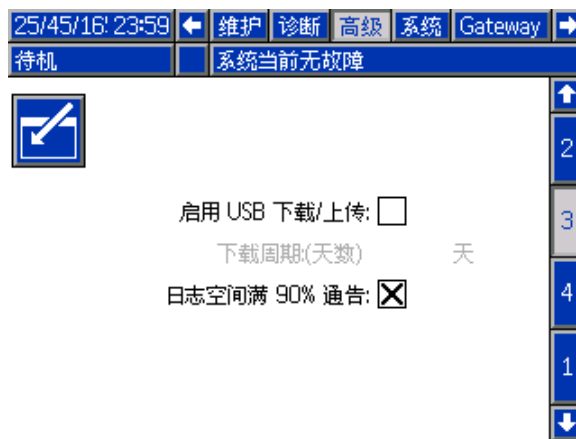 25/45/16! 23:59 维护 诊断 高级 系统 Gateway
待机 系统当前无故障
2
启用 USB 下载/上传:
3
下载周期:(天数) 天
日志空间满 90% 通告:
4
1